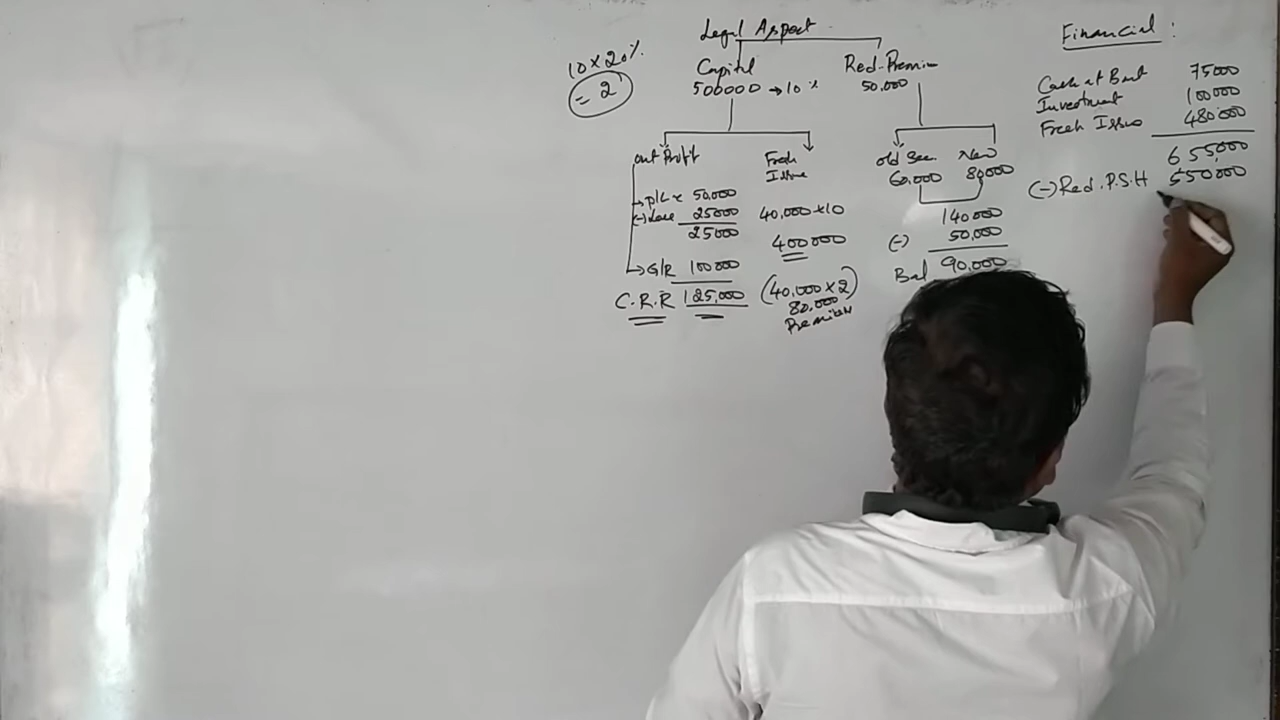 Legal Aspect
10 x 20%
= 2
Capital
500000 → 10%
Red. Premium
50,000
out Profit
Fresh
Issue
→ P/L
50,000
(-) Loss 25000
25000
→ G/R 100000
C.R.R 125,000
40,000 x 10
400000
(40,000 x 2)
80,000
Premium
old Sec.
60,000
New
80000
140000
(-) 50,000
Bal 90,000
Financial :
Cash at Bank 75000
Investment 100000
Fresh Issue 480000
655000
(-) Red. P.S.H 550000